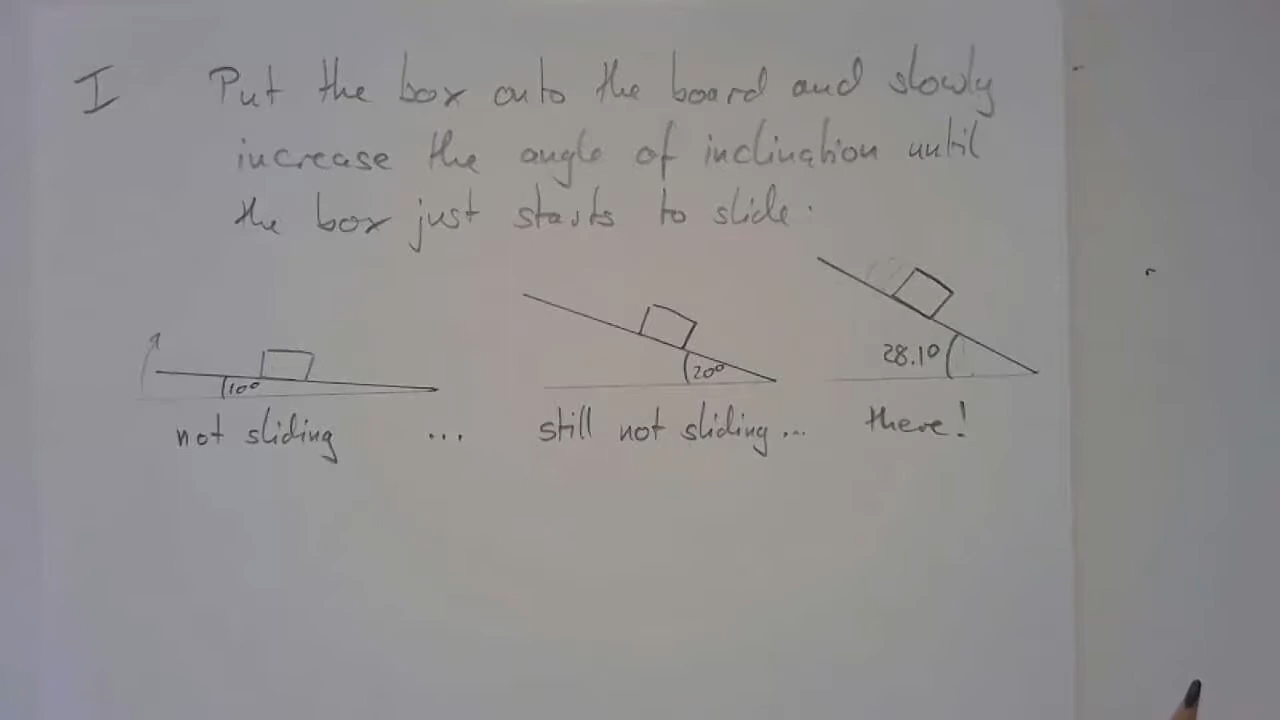 I Put the box onto the board and slowly
increase the angle of inclination until
the box just starts to slide.
10° 20° 28.1°
not sliding ... still not sliding... there!